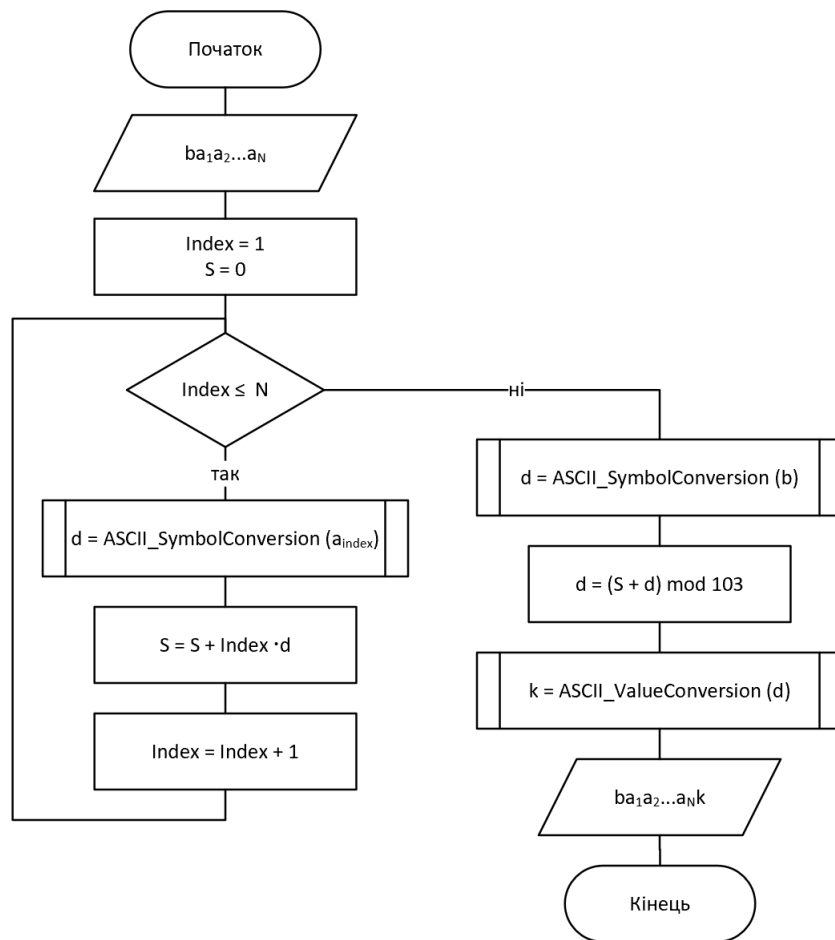 Початок
ba₁a₂...a_N
Index = 1
S = 0
Index ≤ N
ні
так
d = ASCII_SymbolConversion (a_index)
S = S + Index ·d
Index = Index + 1
d = ASCII_SymbolConversion (b)
d = (S + d) mod 103
k = ASCII_ValueConversion (d)
ba₁a₂...a_Nk
Кінець